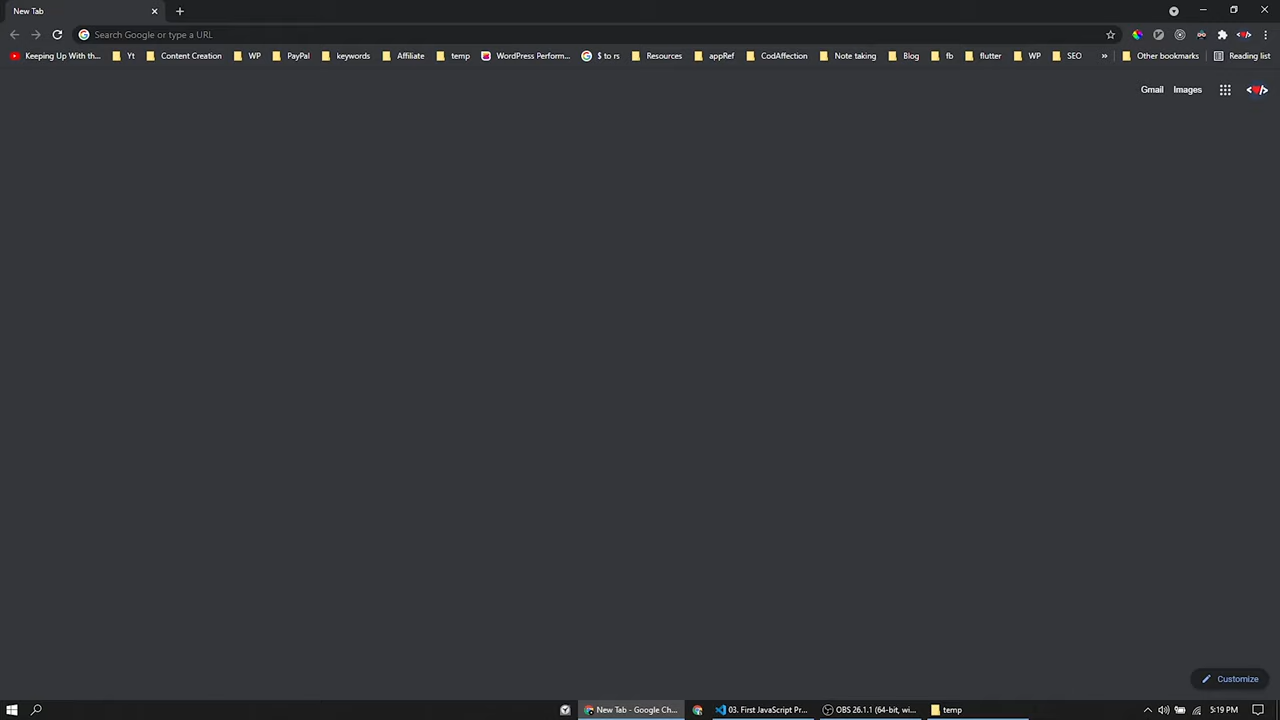 New Tab
Search Google or type a URL
Keeping Up With th... Yt Content Creation WP PayPal keywords Affiliate temp WordPress Perform... $ to rs Resources appRef CodAffection Note taking Blog fb flutter WP SEO » Other bookmarks Reading list
Gmail Images
Customize
New Tab - Google Ch... 03. First JavaScript Pr... OBS 26.1.1 (64-bit, wi... temp 5:19 PM